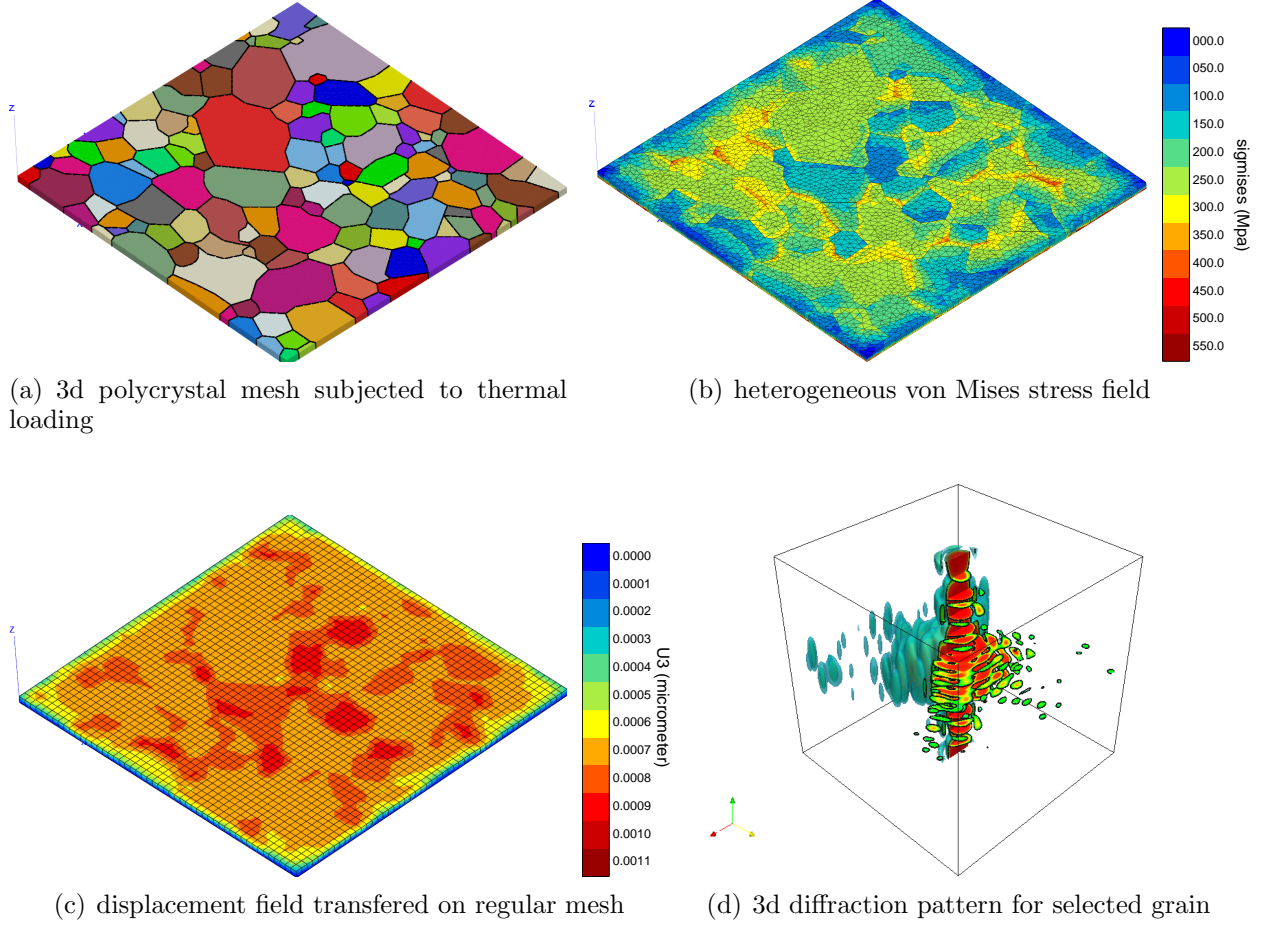 z
z
000.0
050.0
100.0
150.0
200.0
250.0
300.0
350.0
400.0
450.0
500.0
550.0
sigmises (Mpa)
(a) 3d polycrystal mesh subjected to thermal
loading
(b) heterogeneous von Mises stress field
z
0.0000
0.0001
0.0002
0.0003
0.0004
0.0005
0.0006
0.0007
0.0008
0.0009
0.0010
0.0011
U3 (micrometer)
(c) displacement field transfered on regular mesh
(d) 3d diffraction pattern for selected grain